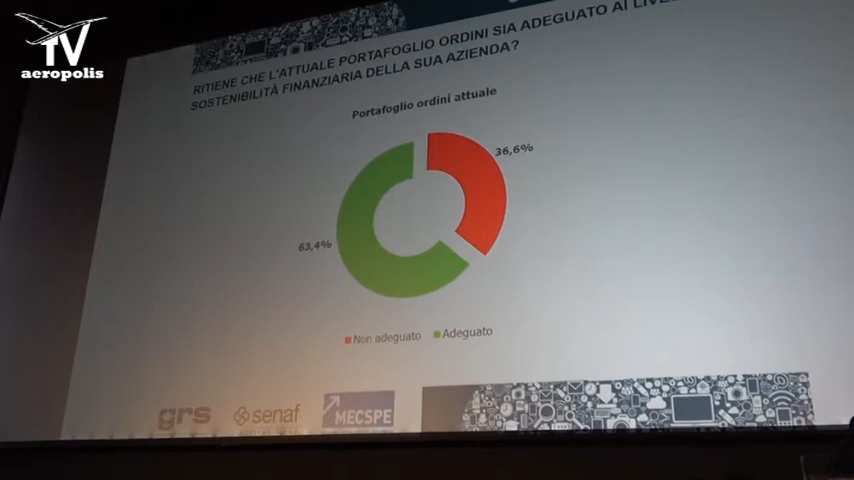 TV
aeropolis
RITIENE CHE L'ATTUALE PORTAFOGLIO ORDINI SIA ADEGUATO AI
SOSTENIBILITÀ FINANZIARIA DELLA SUA AZIENDA?
Portafoglio ordini attuale
36,6%
63,4%
Non adeguato Adeguato
grs senaf MECSPE